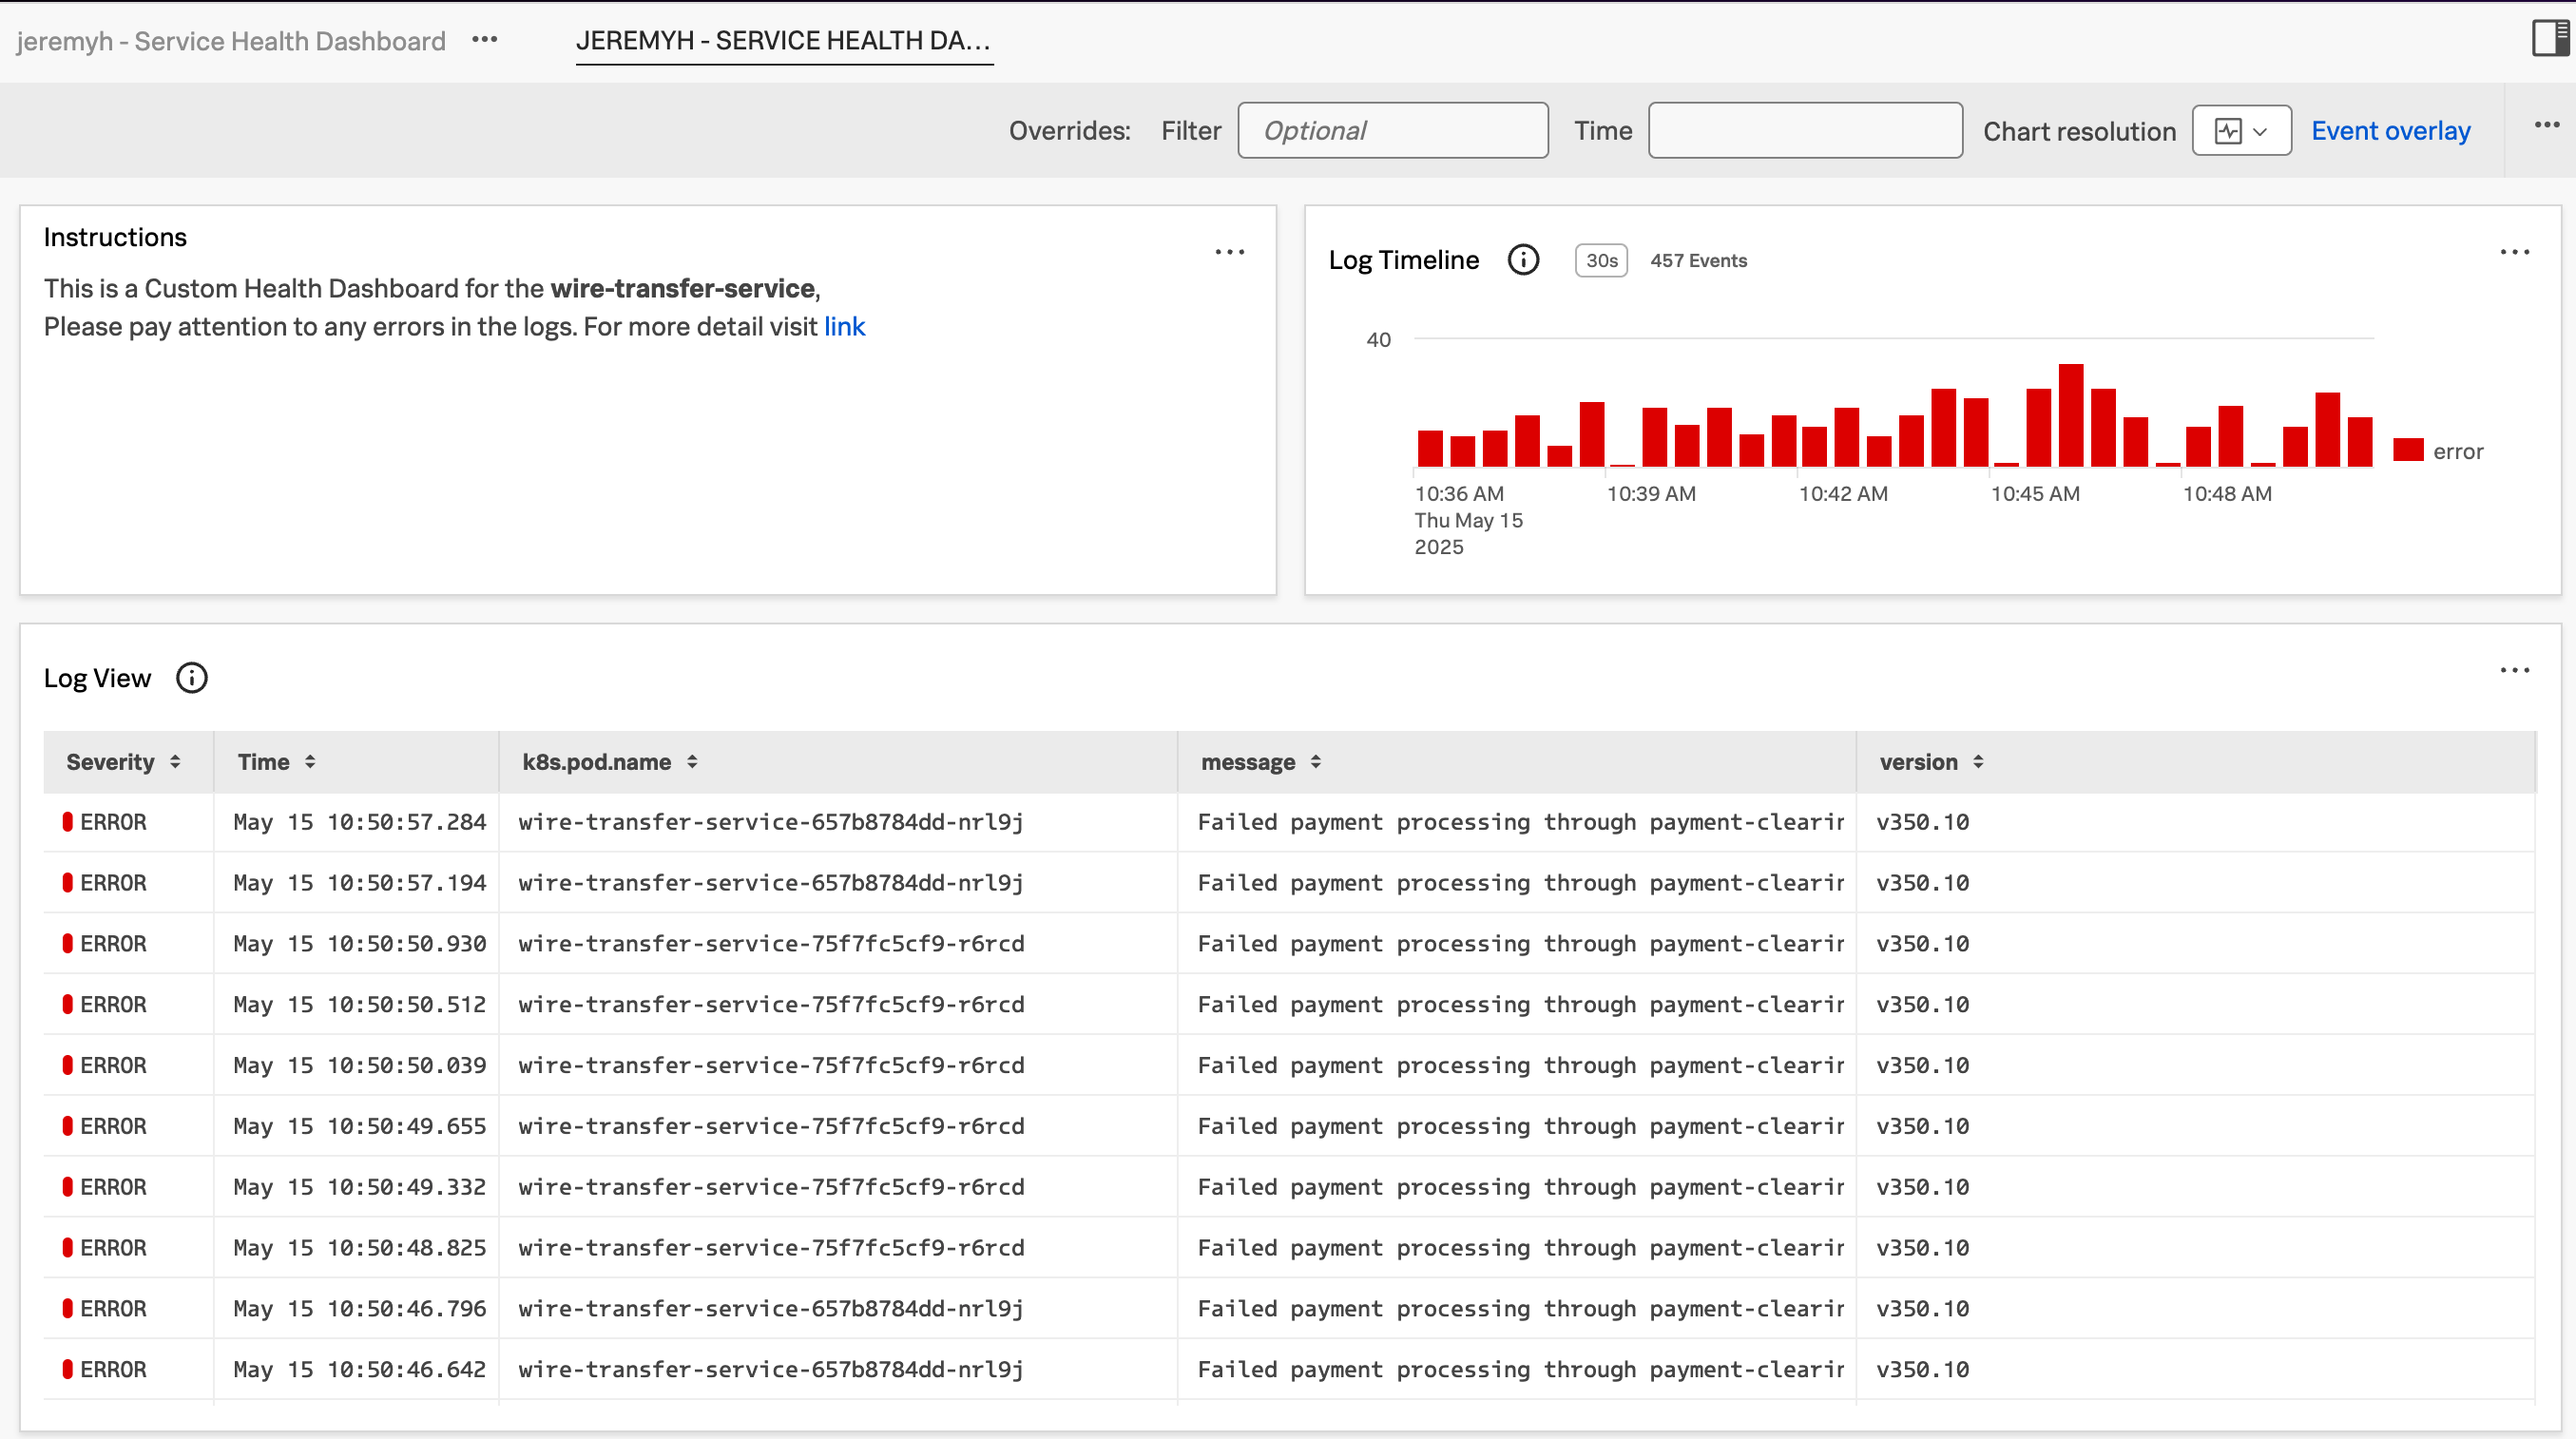 jeremyh - Service Health Dashboard ••• JEREMYH - SERVICE HEALTH DA...
Overrides: Filter Optional Time Chart resolution Event overlay
Instructions
This is a Custom Health Dashboard for the wire-transfer-service,
Please pay attention to any errors in the logs. For more detail visit link
Log Timeline 30s 457 Events
40
error
10:36 AM 10:39 AM 10:42 AM 10:45 AM 10:48 AM
Thu May 15
2025
Log View
Severity Time k8s.pod.name message version
ERROR May 15 10:50:57.284 wire-transfer-service-657b8784dd-nrl9j Failed payment processing through payment-clearin v350.10
ERROR May 15 10:50:57.194 wire-transfer-service-657b8784dd-nrl9j Failed payment processing through payment-clearin v350.10
ERROR May 15 10:50:50.930 wire-transfer-service-75f7fc5cf9-r6rcd Failed payment processing through payment-clearin v350.10
ERROR May 15 10:50:50.512 wire-transfer-service-75f7fc5cf9-r6rcd Failed payment processing through payment-clearin v350.10
ERROR May 15 10:50:50.039 wire-transfer-service-75f7fc5cf9-r6rcd Failed payment processing through payment-clearin v350.10
ERROR May 15 10:50:49.655 wire-transfer-service-75f7fc5cf9-r6rcd Failed payment processing through payment-clearin v350.10
ERROR May 15 10:50:49.332 wire-transfer-service-75f7fc5cf9-r6rcd Failed payment processing through payment-clearin v350.10
ERROR May 15 10:50:48.825 wire-transfer-service-75f7fc5cf9-r6rcd Failed payment processing through payment-clearin v350.10
ERROR May 15 10:50:46.796 wire-transfer-service-657b8784dd-nrl9j Failed payment processing through payment-clearin v350.10
ERROR May 15 10:50:46.642 wire-transfer-service-657b8784dd-nrl9j Failed payment processing through payment-clearin v350.10